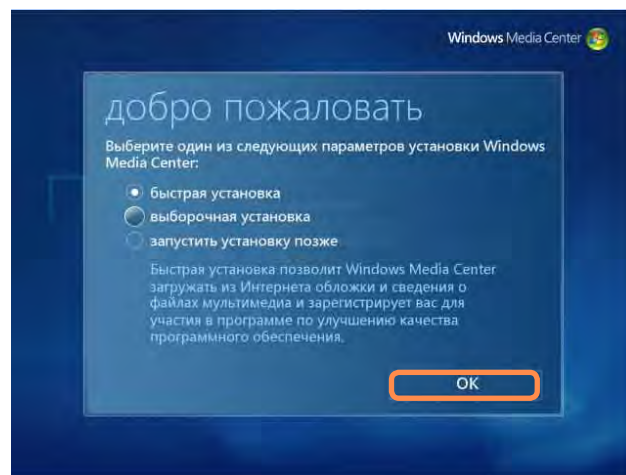 Windows Media Center
добро пожаловать
Выберите один из следующих параметров установки Windows
Media Center:
быстрая установка
выборочная установка
запустить установку позже
Быстрая установка позволит Windows Media Center
загружать из Интернета обложки и сведения о
файлах мультимедиа и зарегистрирует вас для
участия в программе по улучшению качества
программного обеспечения.
ОК